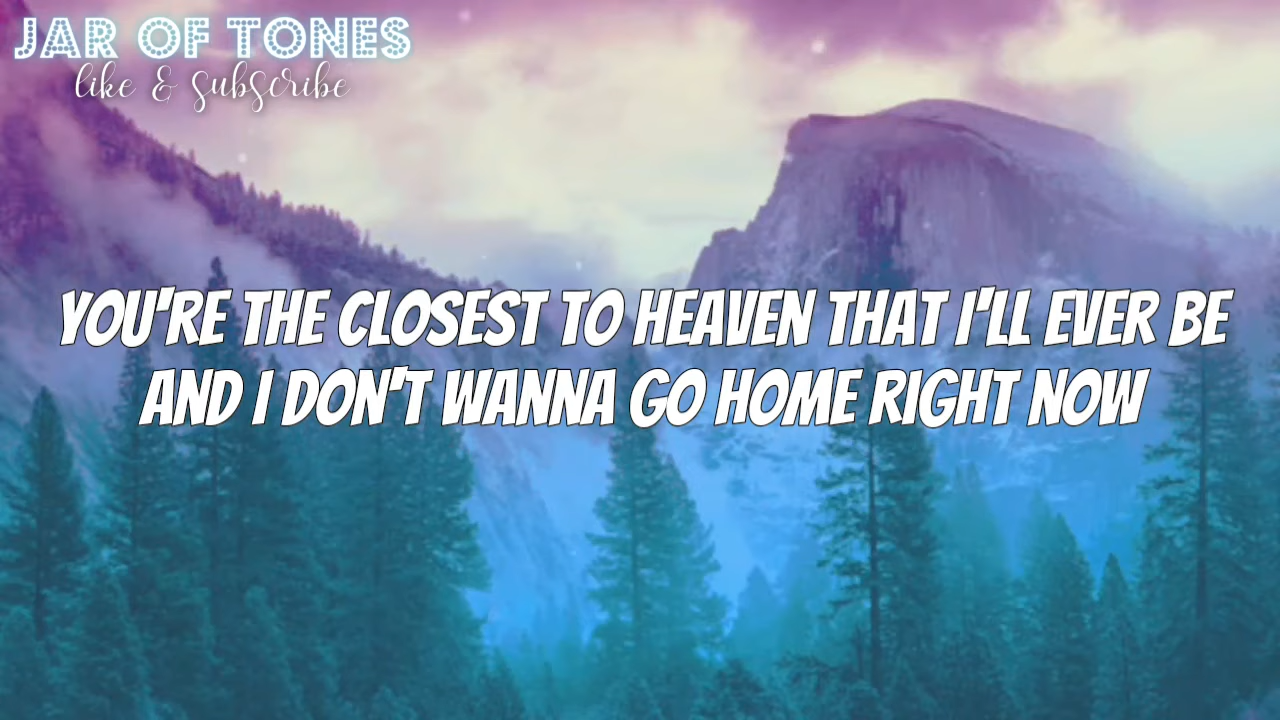 JAR OF TONES
like & subscribe
YOU'RE THE CLOSEST TO HEAVEN THAT I'LL EVER BE
AND I DON'T WANNA GO HOME RIGHT NOW